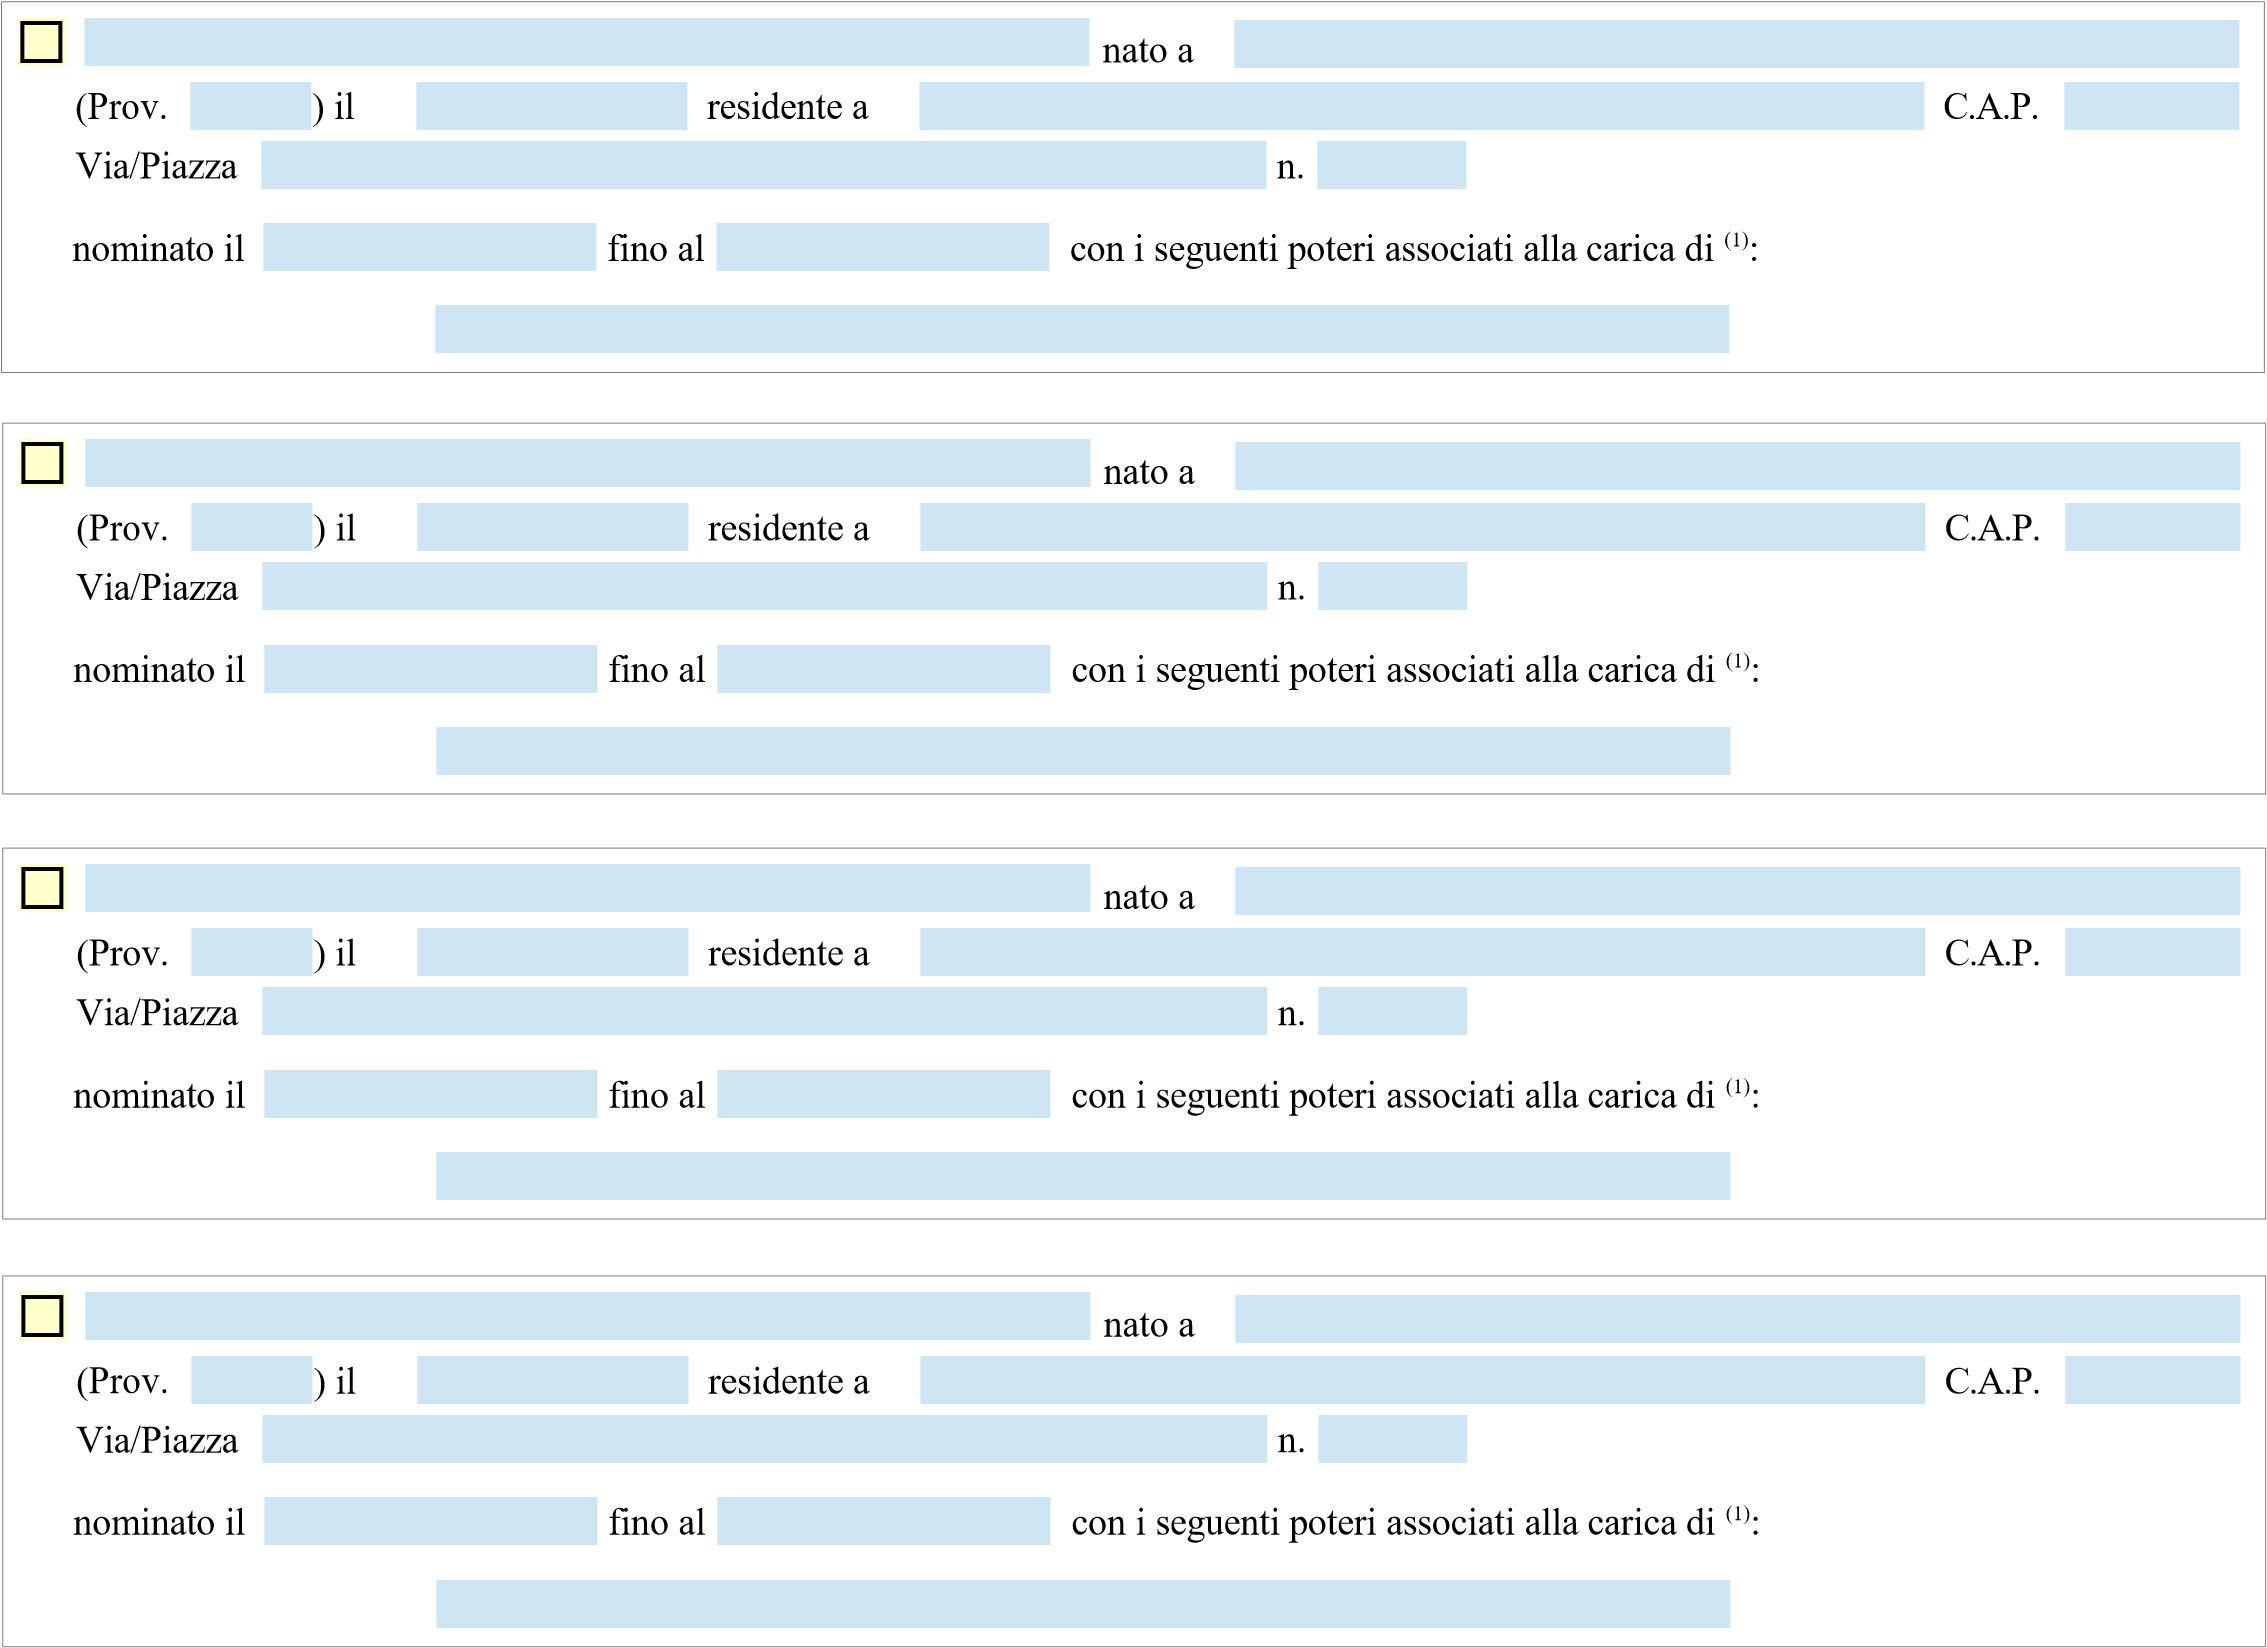 nato a
(Prov. ) il residente a C.A.P.
Via/Piazza n.
nominato il fino al con i seguenti poteri associati alla carica di (1):
nato a
(Prov. ) il residente a C.A.P.
Via/Piazza n.
nominato il fino al con i seguenti poteri associati alla carica di (1):
nato a
(Prov. ) il residente a C.A.P.
Via/Piazza n.
nominato il fino al con i seguenti poteri associati alla carica di (1):
nato a
(Prov. ) il residente a C.A.P.
Via/Piazza n.
nominato il fino al con i seguenti poteri associati alla carica di (1):